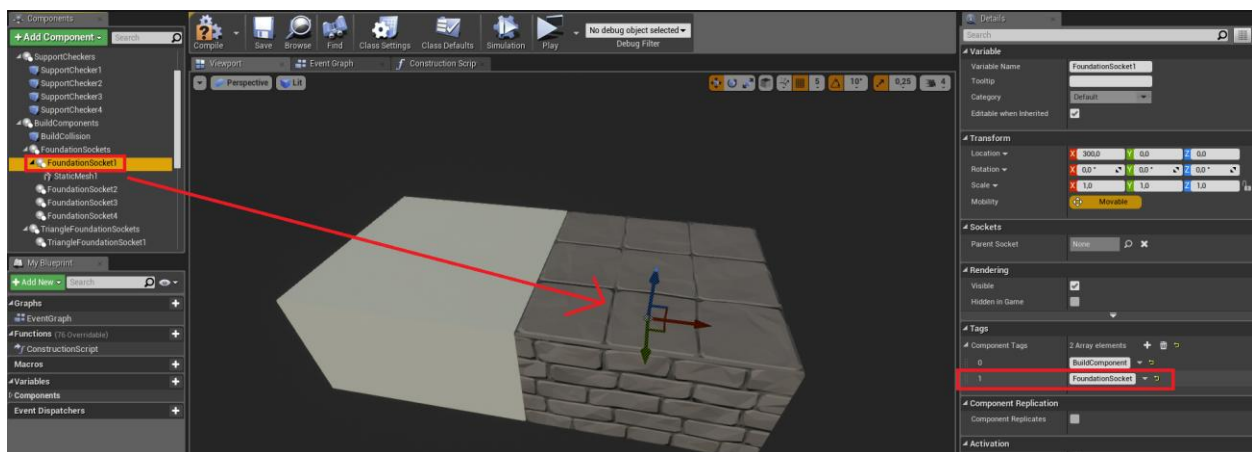 Components
+Add Component
Search
SupportCheckers
SupportChecker1
SupportChecker2
SupportChecker3
SupportChecker4
BuildComponents
BuildCollision
FoundationSockets
FoundationSocket1
StaticMesh1
FoundationSocket2
FoundationSocket3
FoundationSocket4
TriangleFoundationSockets
TriangleFoundationSocket1
My Blueprint
+Add New
Search
Graphs
EventGraph
Functions (76 Overridable)
ConstructionScript
Macros
Variables
Components
Event Dispatchers
Compile
Save
Browse
Find
Class Settings
Class Defaults
Simulation
Play
No debug object selected
Debug Filter
Viewport
Event Graph
Construction Scrip
Perspective
Lit
5
10°
0,25
4
Details
Search
Variable
Variable Name FoundationSocket1
Tooltip
Category Default
Editable when Inherited
Transform
Location X 300,0 Y 0,0 Z 0,0
Rotation X 0,0 ° Y 0,0 ° Z 0,0 °
Scale X 1,0 Y 1,0 Z 1,0
Mobility Movable
Sockets
Parent Socket None
Rendering
Visible
Hidden in Game
Tags
Component Tags 2 Array elements
0 BuildComponent
1 FoundationSocket
Component Replication
Component Replicates
Activation